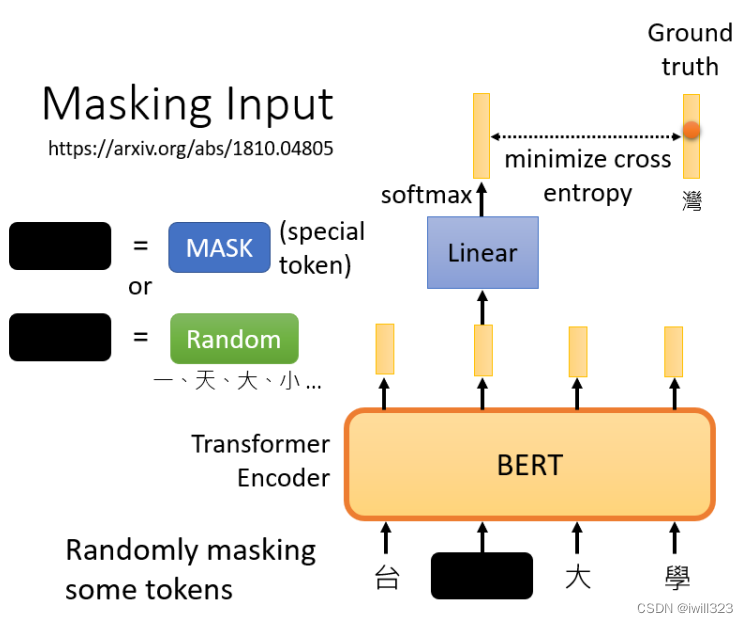 Masking Input
https://arxiv.org/abs/1810.04805
Ground
truth
minimize cross
entropy
灣
softmax
Linear
= MASK (special
token)
or
= Random
一、天、大、小 ...
Transformer
Encoder
BERT
Randomly masking
some tokens
台 大 學
CSDN @iwill323